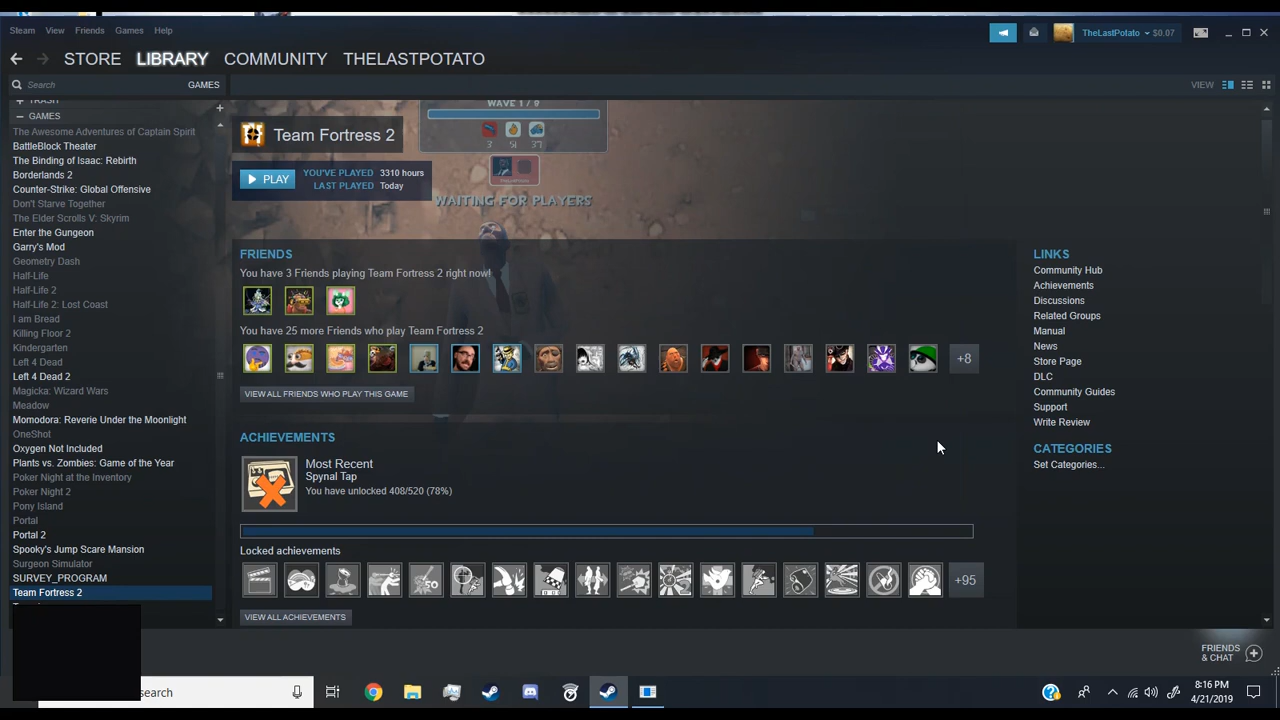 Steam View Friends Games Help
TheLastPotato $0.07
STORE LIBRARY COMMUNITY THELASTPOTATO
Search GAMES
VIEW
TRASH
GAMES
The Awesome Adventures of Captain Spirit
BattleBlock Theater
The Binding of Isaac: Rebirth
Borderlands 2
Counter-Strike: Global Offensive
Don't Starve Together
The Elder Scrolls V: Skyrim
Enter the Gungeon
Garry's Mod
Geometry Dash
Half-Life
Half-Life 2
Half-Life 2: Lost Coast
I am Bread
Killing Floor 2
Kindergarten
Left 4 Dead
Left 4 Dead 2
Magicka: Wizard Wars
Meadow
Momodora: Reverie Under the Moonlight
OneShot
Oxygen Not Included
Plants vs. Zombies: Game of the Year
Poker Night at the Inventory
Poker Night 2
Pony Island
Portal
Portal 2
Spooky's Jump Scare Mansion
Surgeon Simulator
SURVEY_PROGRAM
Team Fortress 2
WAVE 1 / 8
3 51 37
Team Fortress 2
PLAY
YOU'VE PLAYED 3310 hours
LAST PLAYED Today
WAITING FOR PLAYERS
FRIENDS
You have 3 Friends playing Team Fortress 2 right now!
You have 25 more Friends who play Team Fortress 2
+8
VIEW ALL FRIENDS WHO PLAY THIS GAME
ACHIEVEMENTS
Most Recent
Spynal Tap
You have unlocked 408/520 (78%)
Locked achievements
50
+95
VIEW ALL ACHIEVEMENTS
LINKS
Community Hub
Achievements
Discussions
Related Groups
Manual
News
Store Page
DLC
Community Guides
Support
Write Review
CATEGORIES
Set Categories...
FRIENDS
& CHAT
search
8:16 PM
4/21/2019